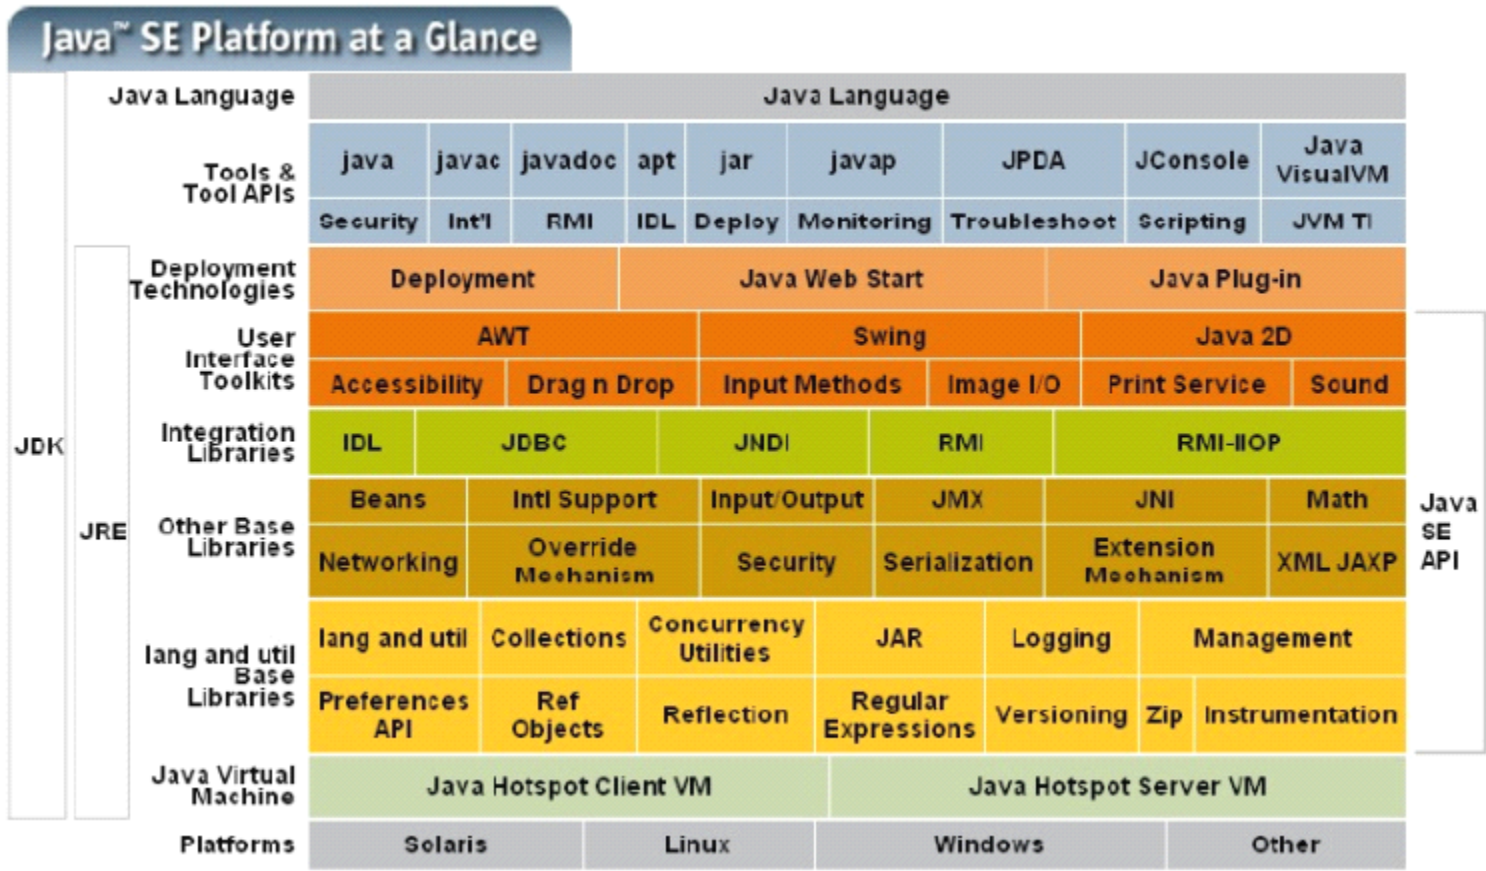 Java™ SE Platform at a Glance
Java Language
Java Language
Tools &
Tool APIs
java javac javadoc apt jar javap JPDA JConsole Java VisualVM
Security Int'l RMI IDL Deploy Monitoring Troubleshoot Scripting JVM TI
Deployment
Technologies
Deployment Java Web Start Java Plug-in
User
Interface
Toolkits
AWT Swing Java 2D
Accessibility Drag n Drop Input Methods Image I/O Print Service Sound
Integration
Libraries
IDL JDBC JNDI RMI RMI-IIOP
JDK
JRE
Other Base
Libraries
Beans Intl Support Input/Output JMX JNI Math
Networking Override Mechanism Security Serialization Extension Mechanism XML JAXP
Java
SE
API
lang and util
Base
Libraries
lang and util Collections Concurrency Utilities JAR Logging Management
Preferences API Ref Objects Reflection Regular Expressions Versioning Zip Instrumentation
Java Virtual
Machine
Java Hotspot Client VM Java Hotspot Server VM
Platforms
Solaris Linux Windows Other